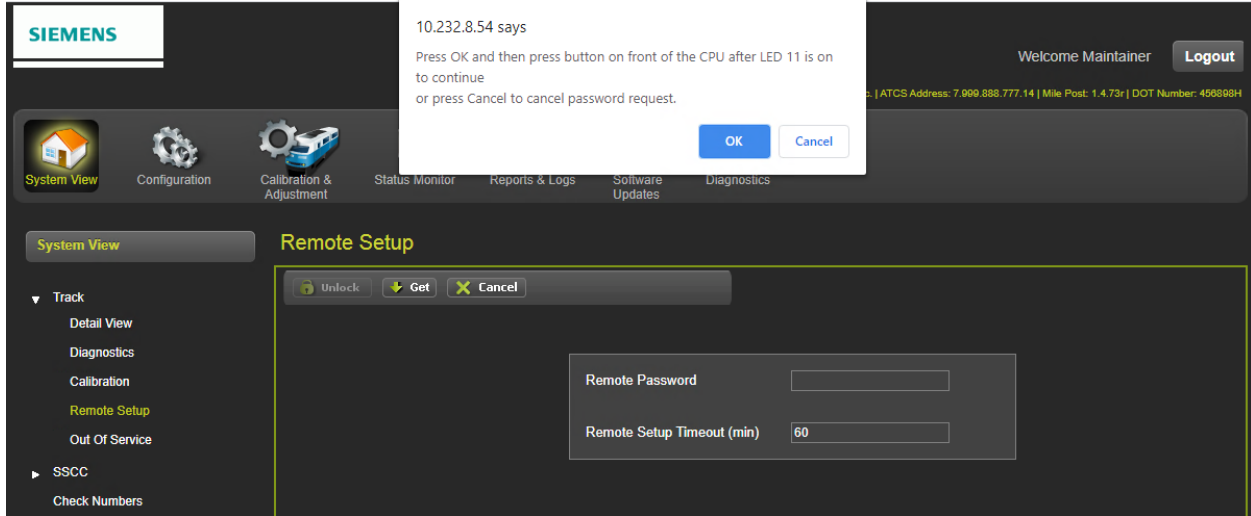 SIEMENS
10.232.8.54 says
Press OK and then press button on front of the CPU after LED 11 is on
to continue
or press Cancel to cancel password request.
OK
Cancel
Welcome Maintainer
Logout
| ATCS Address: 7.999.888.777.14 | Mile Post: 1.4.73r | DOT Number: 456898H
System View
Configuration
Calibration &
Adjustment
Status Monitor
Reports & Logs
Software
Updates
Diagnostics
System View
Remote Setup
Unlock
Get
Cancel
Track
Detail View
Diagnostics
Calibration
Remote Setup
Out Of Service
SSCC
Check Numbers
Remote Password
Remote Setup Timeout (min)
60